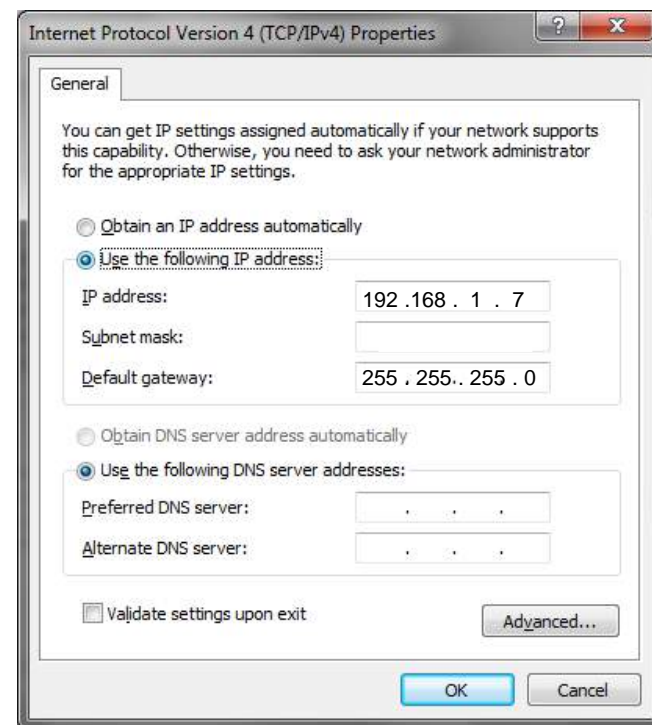 Internet Protocol Version 4 (TCP/IPv4) Properties
General
You can get IP settings assigned automatically if your network supports
this capability. Otherwise, you need to ask your network administrator
for the appropriate IP settings.
Obtain an IP address automatically
Use the following IP address:
IP address: 192 .168 . 1 . 7
Subnet mask:
Default gateway: 255 . 255 . 255 . 0
Obtain DNS server address automatically
Use the following DNS server addresses:
Preferred DNS server: . . .
Alternate DNS server: . . .
Validate settings upon exit
Advanced...
OK Cancel